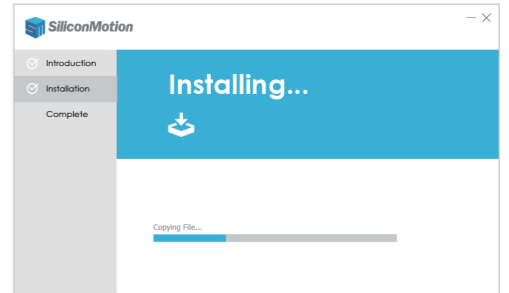 SiliconMotion
Introduction
Installation
Complete
Installing...
Copying File...